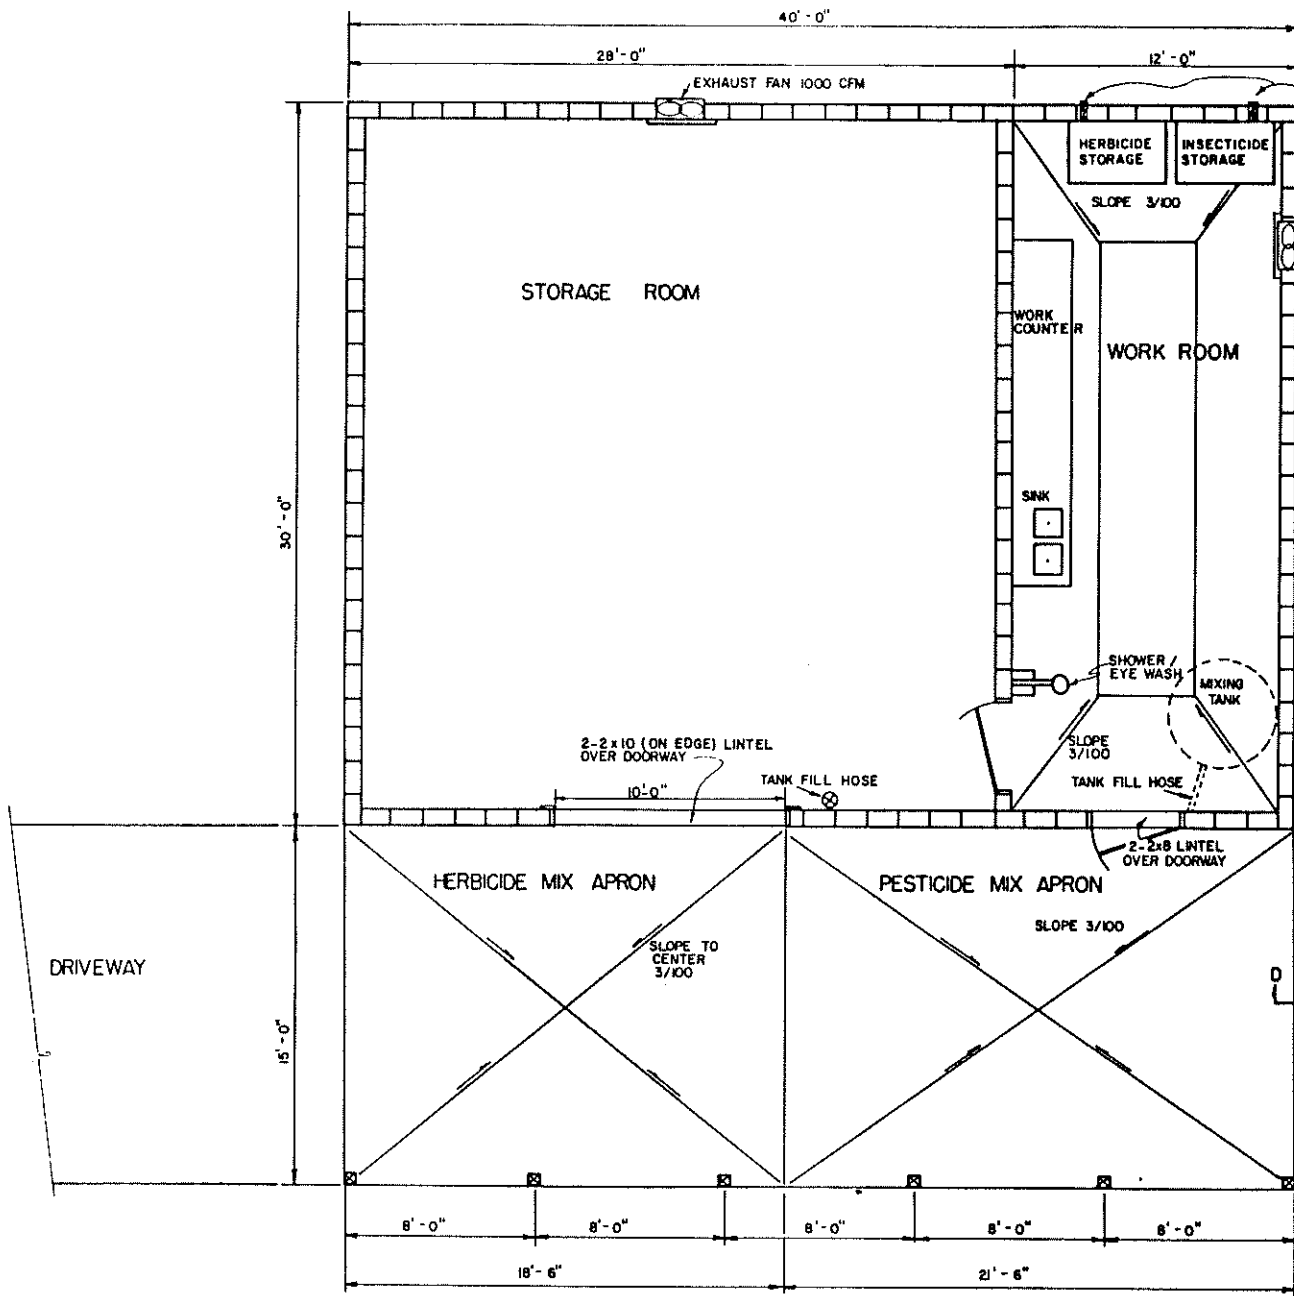 40'-0"
28'-0"
12'-0"
EXHAUST FAN 1000 CFM
HERBICIDE
STORAGE
INSECTICIDE
STORAGE
SLOPE 3/100
STORAGE ROOM
WORK
COUNTER
WORK ROOM
30'-0"
SINK
SHOWER /
EYE WASH
MIXING
TANK
2-2x10 (ON EDGE) LINTEL
OVER DOORWAY
SLOPE
3/100
TANK FILL HOSE
TANK FILL HOSE
10'-0"
2-2x8 LINTEL
OVER DOORWAY
HERBICIDE MIX APRON
PESTICIDE MIX APRON
SLOPE 3/100
SLOPE TO
CENTER
3/100
DRIVEWAY
D
15'-0"
8'-0"
8'-0"
8'-0"
8'-0"
8'-0"
18'-6"
21'-6"